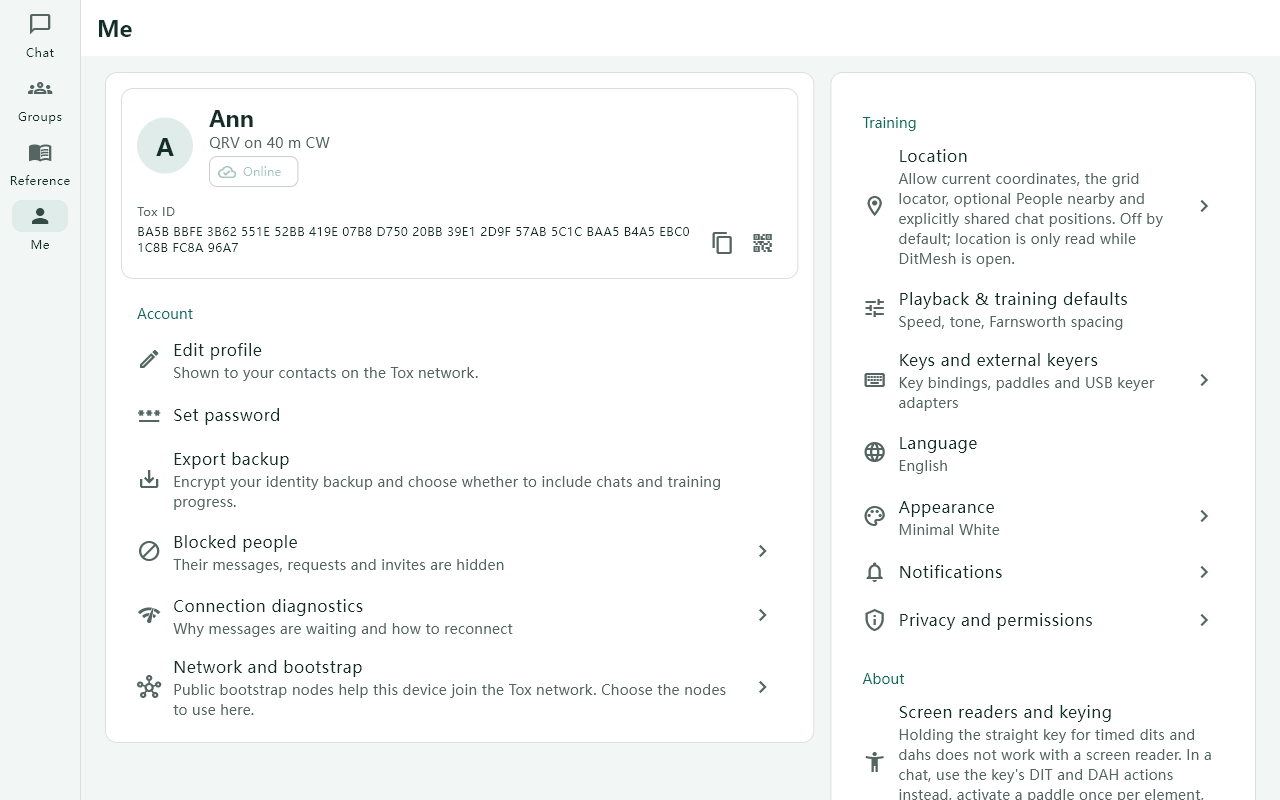 Chat
Groups
Reference
Me
Me
A
Ann
QRV on 40 m CW
Online
Tox ID
BA5B BBFE 3B62 551E 52BB 419E 07B8 D750 20BB 39E1 2D9F 57AB 5C1C BAA5 B4A5 EBC0
1C8B FC8A 96A7
Account
Edit profile
Shown to your contacts on the Tox network.
Set password
Export backup
Encrypt your identity backup and choose whether to include chats and training
progress.
Blocked people
Their messages, requests and invites are hidden
Connection diagnostics
Why messages are waiting and how to reconnect
Network and bootstrap
Public bootstrap nodes help this device join the Tox network. Choose the nodes
to use here.
Training
Location
Allow current coordinates, the grid
locator, optional People nearby and
explicitly shared chat positions. Off by
default; location is only read while
DitMesh is open.
Playback & training defaults
Speed, tone, Farnsworth spacing
Keys and external keyers
Key bindings, paddles and USB keyer
adapters
Language
English
Appearance
Minimal White
Notifications
Privacy and permissions
About
Screen readers and keying
Holding the straight key for timed dits and
dahs does not work with a screen reader. In a
chat, use the key's DIT and DAH actions
instead, activate a paddle once per element,